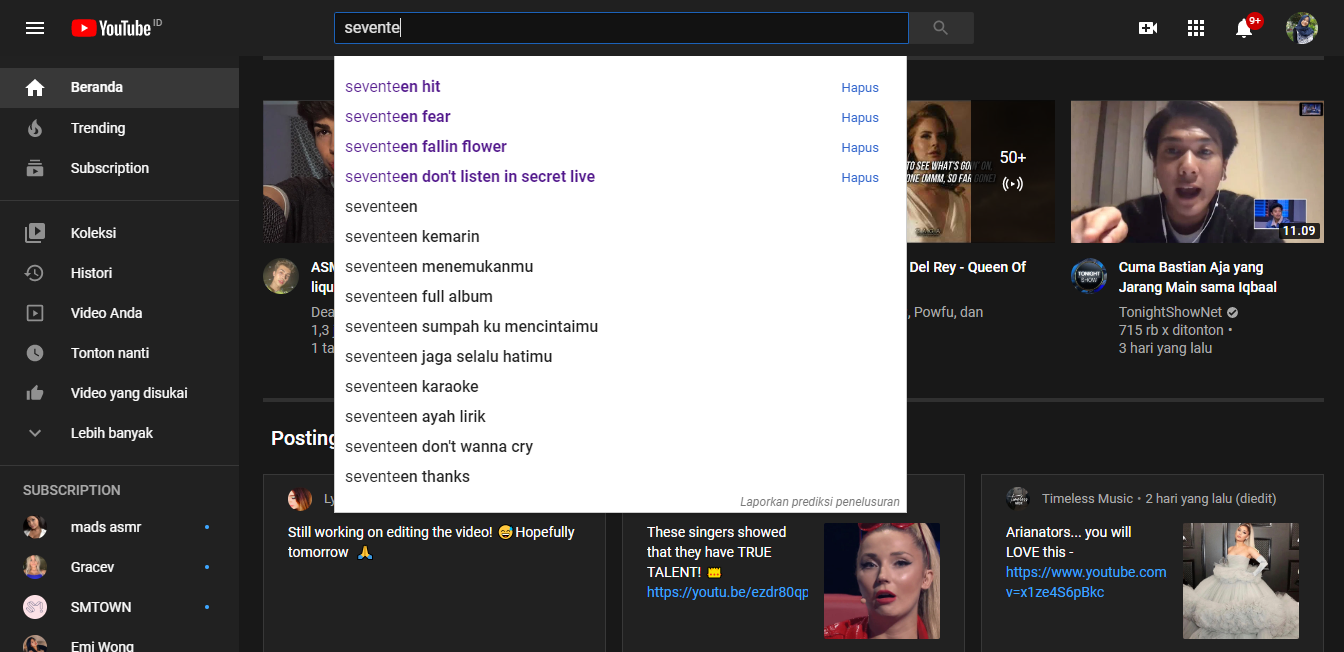 YouTube ID
sevente
9+
Beranda
Trending
Subscription
Koleksi
Histori
Video Anda
Tonton nanti
Video yang disukai
Lebih banyak
SUBSCRIPTION
mads asmr
Gracev
SMTOWN
Emi Wong
seventeen hit Hapus
seventeen fear Hapus
seventeen fallin flower Hapus
seventeen don't listen in secret live Hapus
seventeen
seventeen kemarin
seventeen menemukanmu
seventeen full album
seventeen sumpah ku mencintaimu
seventeen jaga selalu hatimu
seventeen karaoke
seventeen ayah lirik
seventeen don't wanna cry
seventeen thanks
Laporkan prediksi penelusuran
ASM
liqu
Dea
1,3
1 ta
TO SEE WHAT'S GOIN' ON,
ONE (MMM, SO FAR GONE)
50+
Del Rey - Queen Of
, Powfu, dan
11.09
TONIGHT
SHOW
Cuma Bastian Aja yang
Jarang Main sama Iqbaal
TonightShowNet
715 rb x ditonton •
3 hari yang lalu
Posting
Ly
Still working on editing the video! 😅Hopefully
tomorrow 🙏
These singers showed
that they have TRUE
TALENT! 👑
https://youtu.be/ezdr80qp
Timeless Music • 2 hari yang lalu (diedit)
Arianators... you will
LOVE this -
https://www.youtube.com
v=x1ze4S6pBkc